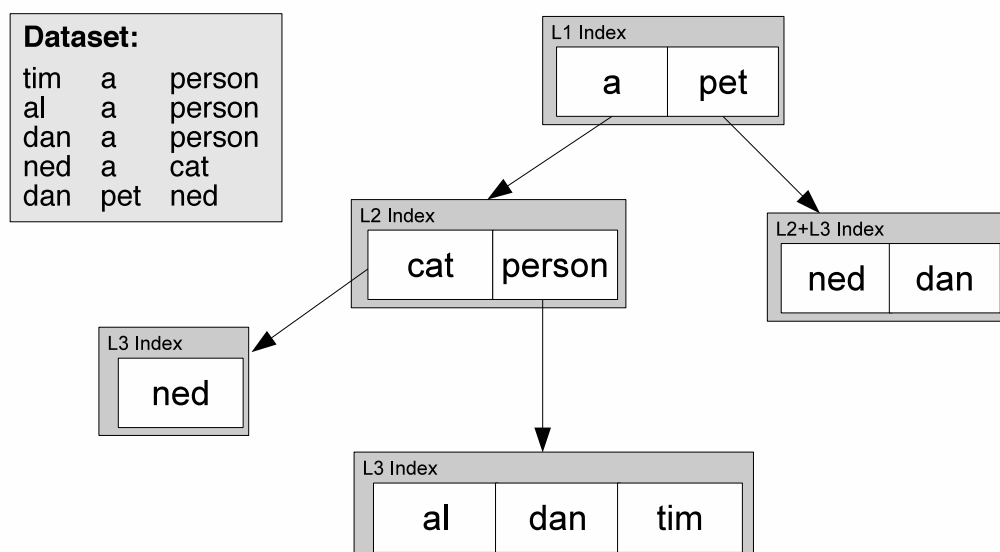 Dataset:
tim a person
al a person
dan a person
ned a cat
dan pet ned
L1 Index
a pet
L2 Index
cat person
L2+L3 Index
ned dan
L3 Index
ned
L3 Index
al dan tim